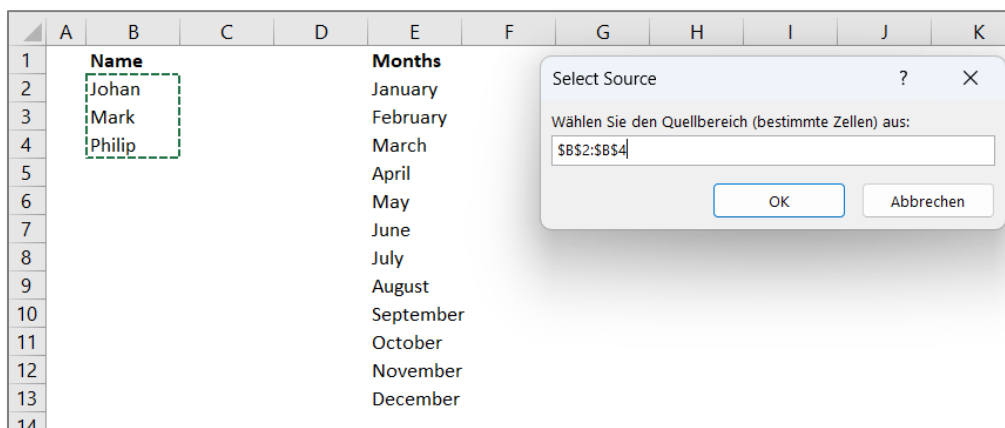 A B C D E F G H I J K
1 Name Months
2 Johan January
3 Mark February
4 Philip March
5 April
6 May
7 June
8 July
9 August
10 September
11 October
12 November
13 December
14
Select Source ? ×
Wählen Sie den Quellbereich (bestimmte Zellen) aus:
$B$2:$B$4
OK Abbrechen